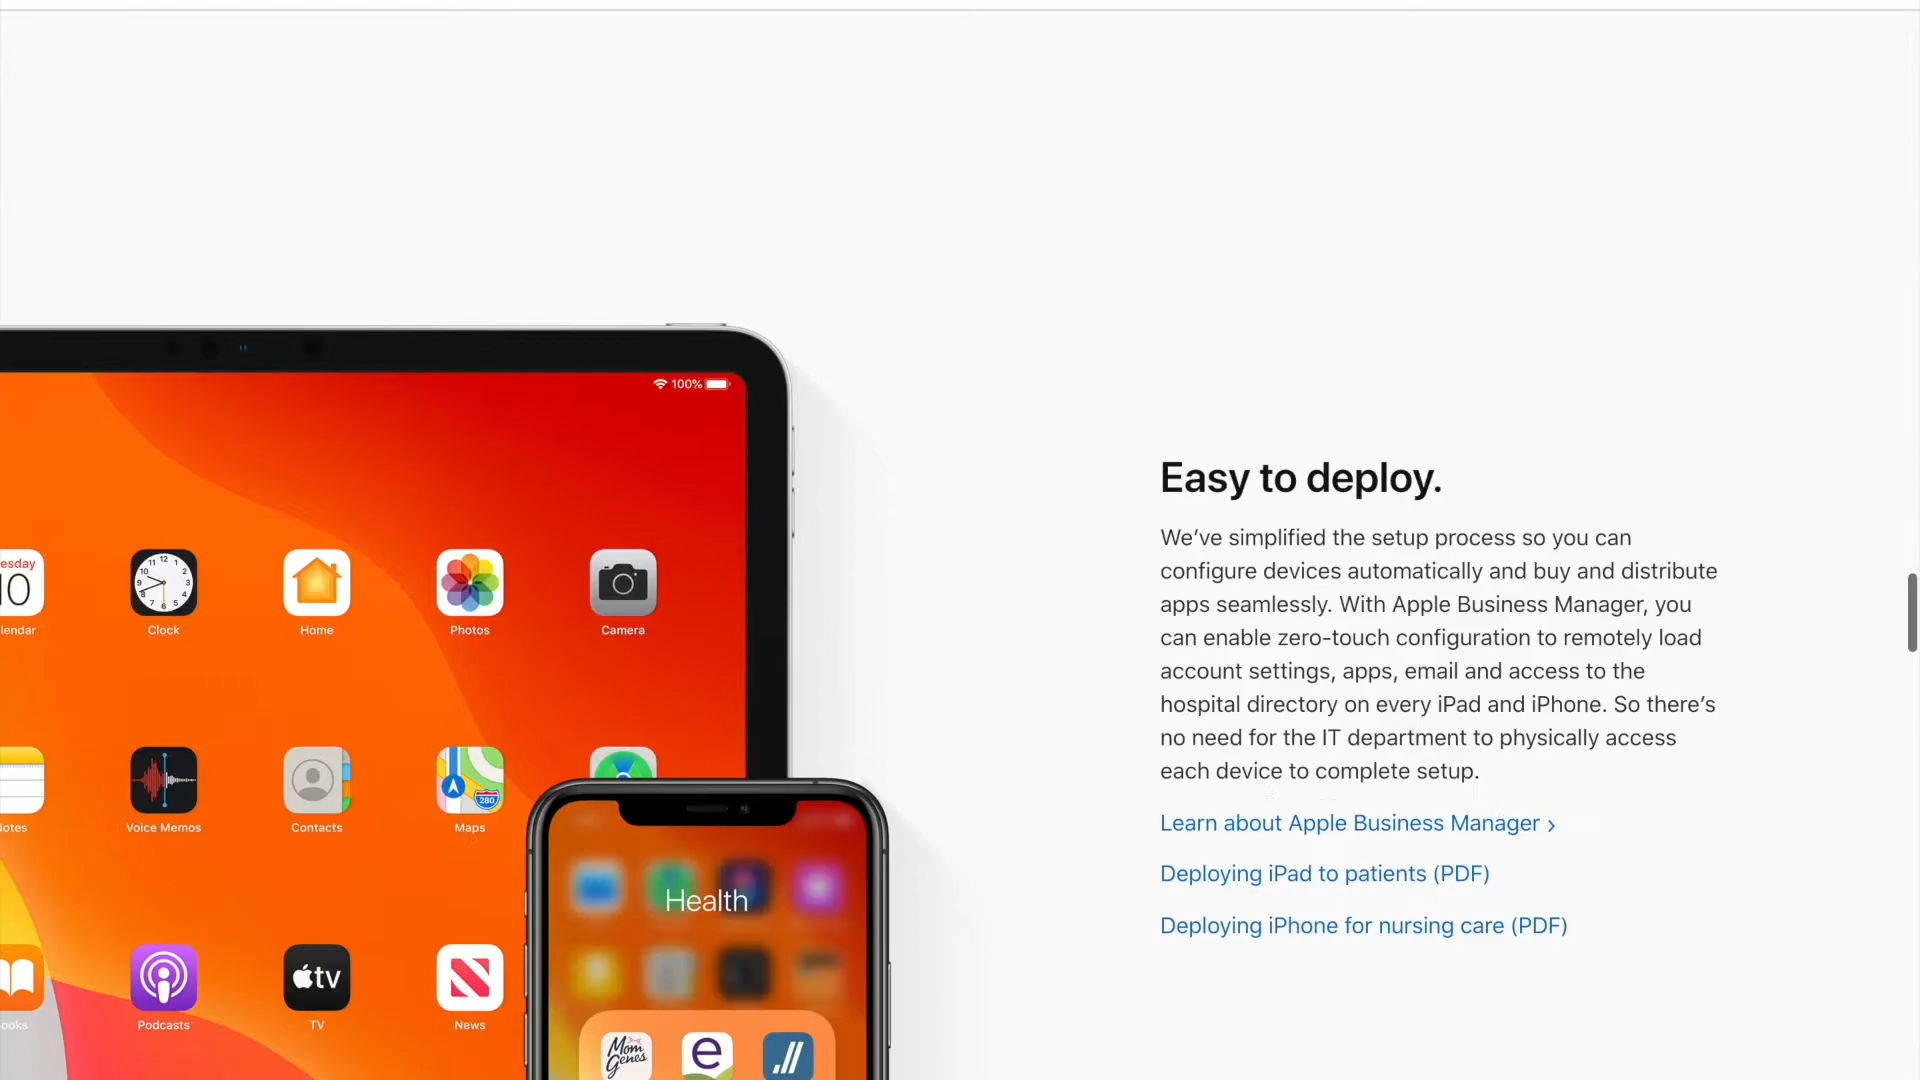 100%
esday
10
lendar
Clock
Home
Photos
Camera
Notes
Voice Memos
Contacts
280
Maps
ooks
Podcasts
tv
TV
News
Health
Mom
Genes
e
Easy to deploy.
We’ve simplified the setup process so you can
configure devices automatically and buy and distribute
apps seamlessly. With Apple Business Manager, you
can enable zero-touch configuration to remotely load
account settings, apps, email and access to the
hospital directory on every iPad and iPhone. So there’s
no need for the IT department to physically access
each device to complete setup.
Learn about Apple Business Manager ›
Deploying iPad to patients (PDF)
Deploying iPhone for nursing care (PDF)